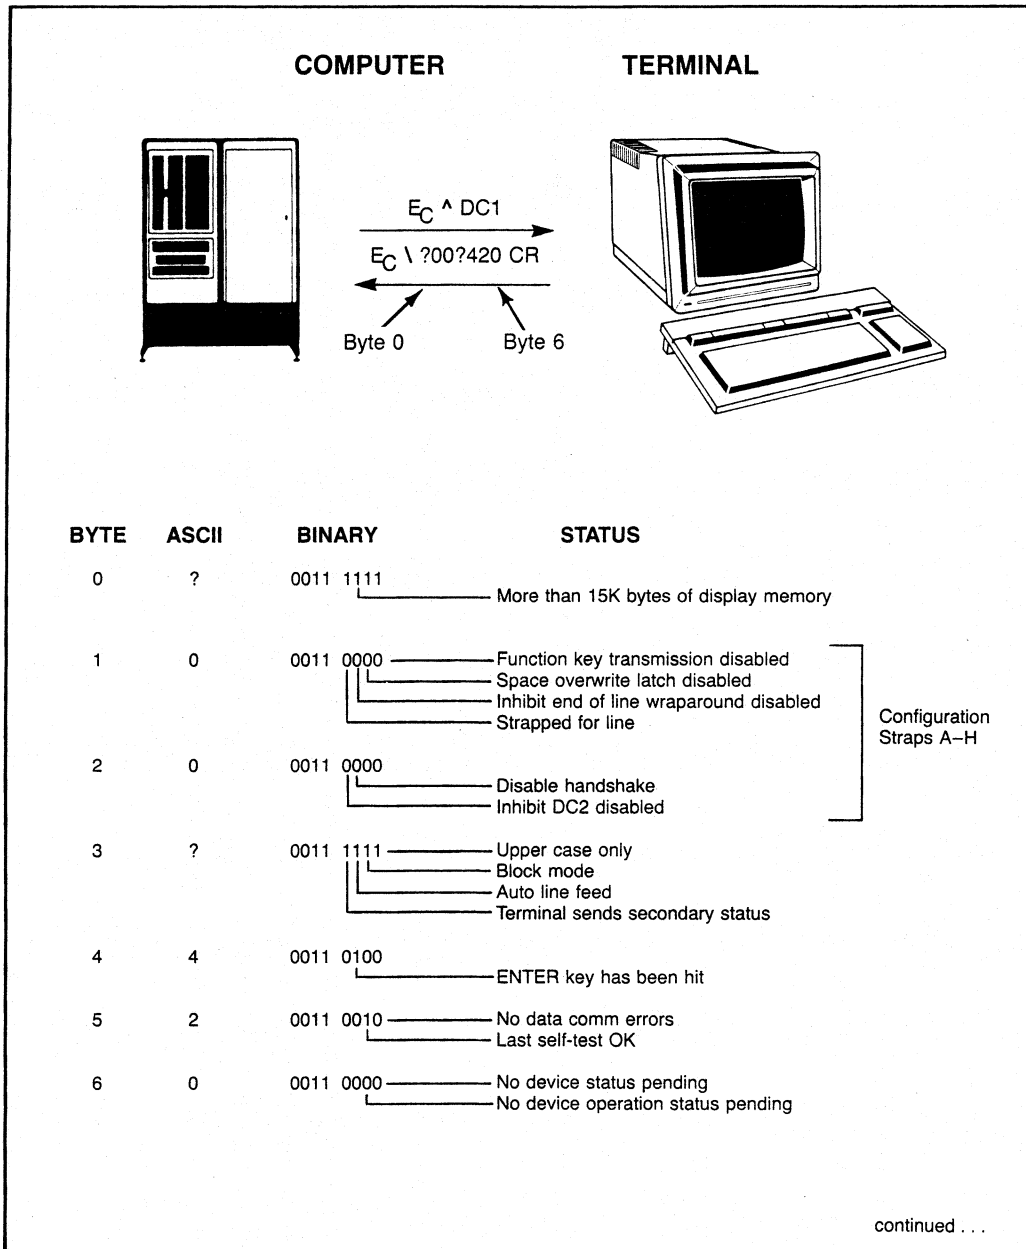 COMPUTER TERMINAL
EC ^ DC1
EC \ ?00?420 CR
Byte 0 Byte 6
BYTE ASCII BINARY STATUS
0 ? 0011 1111
More than 15K bytes of display memory
1 0 0011 0000 Function key transmission disabled
Space overwrite latch disabled
Inhibit end of line wraparound disabled
Strapped for line
Configuration
Straps A–H
2 0 0011 0000
Disable handshake
Inhibit DC2 disabled
3 ? 0011 1111 Upper case only
Block mode
Auto line feed
Terminal sends secondary status
4 4 0011 0100
ENTER key has been hit
5 2 0011 0010 No data comm errors
Last self-test OK
6 0 0011 0000 No device status pending
No device operation status pending
continued . . .